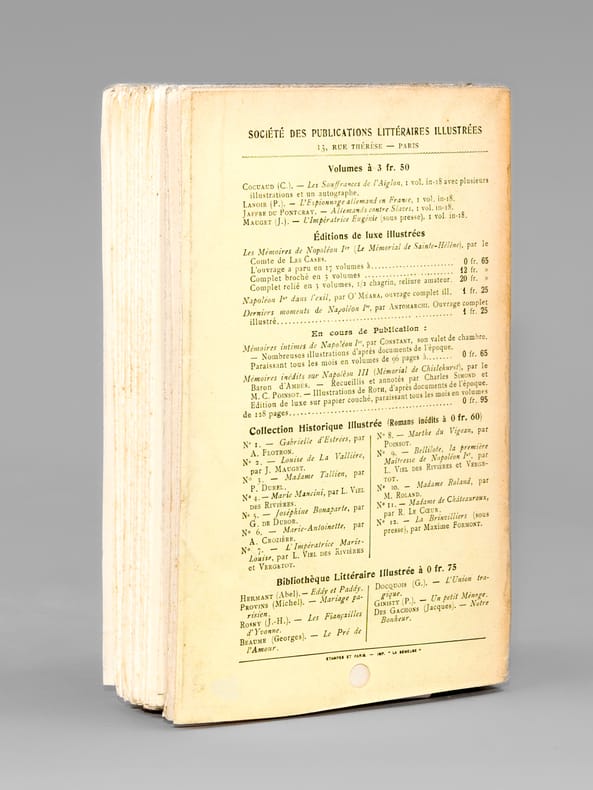 SOCIÉTÉ DES PUBLICATIONS LITTÉRAIRES ILLUSTRÉES
13, RUE THÉRÈSE — PARIS
Volumes à 3 fr. 50
COCUAUD (C.). — Les Souffrances de l'Aiglon, 1 vol. in-18 avec plusieurs
illustrations et un autographe.
LANOIR (P.). — L'Espionnage allemand en France, 1 vol. in-18.
JAFFRE DU PONTCRAY. — Allemands contre Slaves, 1 vol. in-18.
MAUGET (J.). — L'Impératrice Eugénie (sous presse). 1 vol. in-18.
Éditions de luxe illustrées
Les Mémoires de Napoléon Ier (Le Mémorial de Sainte-Hélène), par le
Comte de LAS CASES.
L'ouvrage a paru en 17 volumes à........ 0 fr. 65
Complet broché en 3 volumes ........ 12 fr. »
Complet relié en 3 volumes, 1/2 chagrin, reliure amateur. 20 fr. »
Napoléon Ier dans l'exil, par O'MÉARA, ouvrage complet ill. 1 fr. 25
Derniers moments de Napoléon Ier, par ANTOMARCHI. Ouvrage complet
illustré........ 1 fr. 25
En cours de Publication :
Mémoires intimes de Napoléon Ier, par CONSTANT, son valet de chambre.
— Nombreuses illustrations d'après documents de l'époque.
Paraissant tous les mois en volumes de 96 pages à........ 0 fr. 65
Mémoires inédits sur Napoléon III (Mémorial de Chislehurst), par le
Baron d'AMBÈS. — Recueillis et annotés par Charles SIMOND et
M. C. POINSOT. — Illustrations de ROTH, d'après documents de l'époque.
Edition de luxe sur papier couché, paraissant tous les mois en volumes
de 128 pages........ 0 fr. 95
Collection Historique Illustrée (Romans inédits à 0 fr. 60)
N° 1. — Gabrielle d'Estrées, par
A. FLOTRON.
N° 2. — Louise de La Vallière,
par J. MAUGET.
N° 3. — Madame Tallien, par
P. DUREL.
N° 4. — Marie Mancini, par L. VIEL
DES RIVIÈRES.
N° 5. — Joséphine Bonaparte, par
G. DE DUBOR.
N° 6. — Marie-Antoinette, par
A. CROZIÈRE.
N° 7. — L'Impératrice Marie-
Louise, par L. VIEL DES RIVIÈRES
et VERGETOT.
N° 8. — Marthe du Vigean, par
POINSOT.
N° 9. — Bellilote, la première
Maîtresse de Napoléon Ier, par
L. VIEL DES RIVIÈRES et VERGE-
TOT.
N° 10. — Madame Roland, par
M. ROLAND.
N° 11. — Madame de Châteauroux,
par R. LE CŒUR.
N° 12. — La Brinvilliers (sous
presse), par Maxime FORMONT.
Bibliothèque Littéraire Illustrée à 0 fr. 75
HERMANT (Abel). — Eddy et Paddy.
PROVINS (Michel). — Mariage pa-
risien.
ROSNY (J.-H.). — Les Fiançailles
d'Yvonne.
BEAUME (Georges). — Le Pré de
l'Amour.
DOCQUOIS (G.). — L'Union tra-
gique.
GINISTY (P.). — Un petit Ménage.
DES GACHONS (Jacques). — Notre
Bonheur.
ETAMPES ET PARIS. — IMP. "LA SEMEUSE"